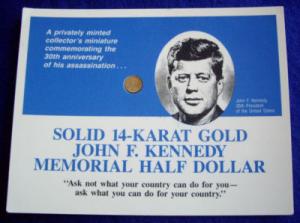 A privately minted
collector's miniature
commemorating the
30th anniversary
of his assassination . . .
John F. Kennedy
35th President
of the United States
SOLID 14-KARAT GOLD
JOHN F. KENNEDY
MEMORIAL HALF DOLLAR
"Ask not what your country can do for you—
ask what you can do for your country."